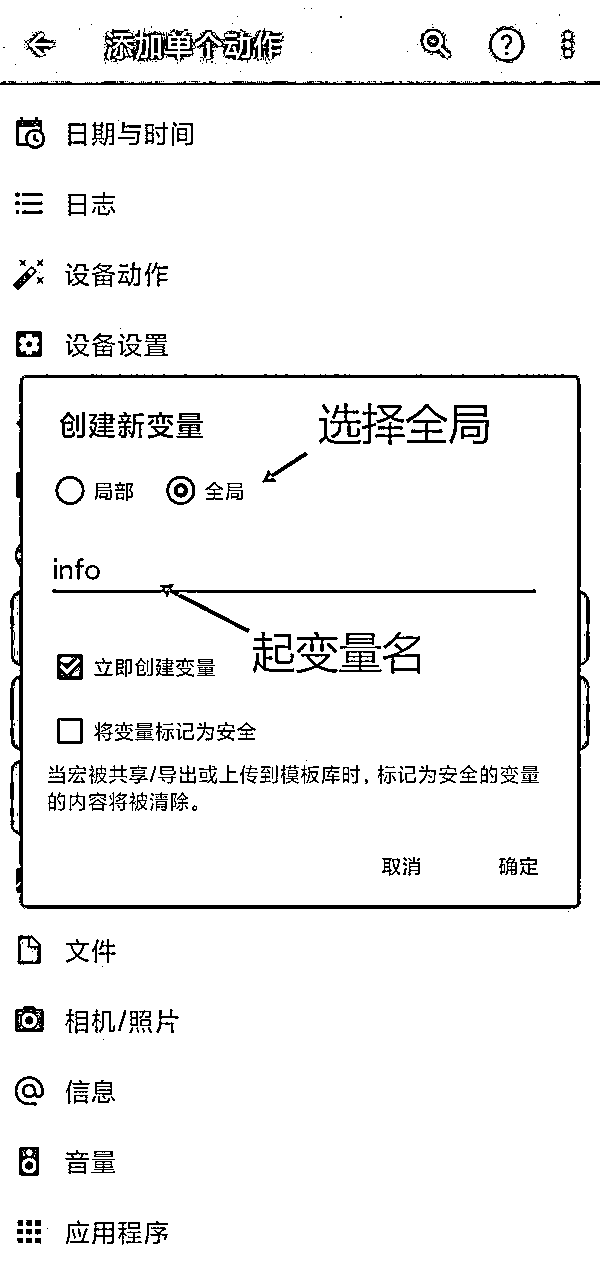 添加单个动作
日期与时间
日志
设备动作
设备设置
创建新变量
选择全局
局部 全局
info
起变量名
立即创建变量
将变量标记为安全
当宏被共享/导出或上传到模板库时，标记为安全的变量
的内容将被清除。
取消 确定
文件
相机/照片
信息
音量
应用程序